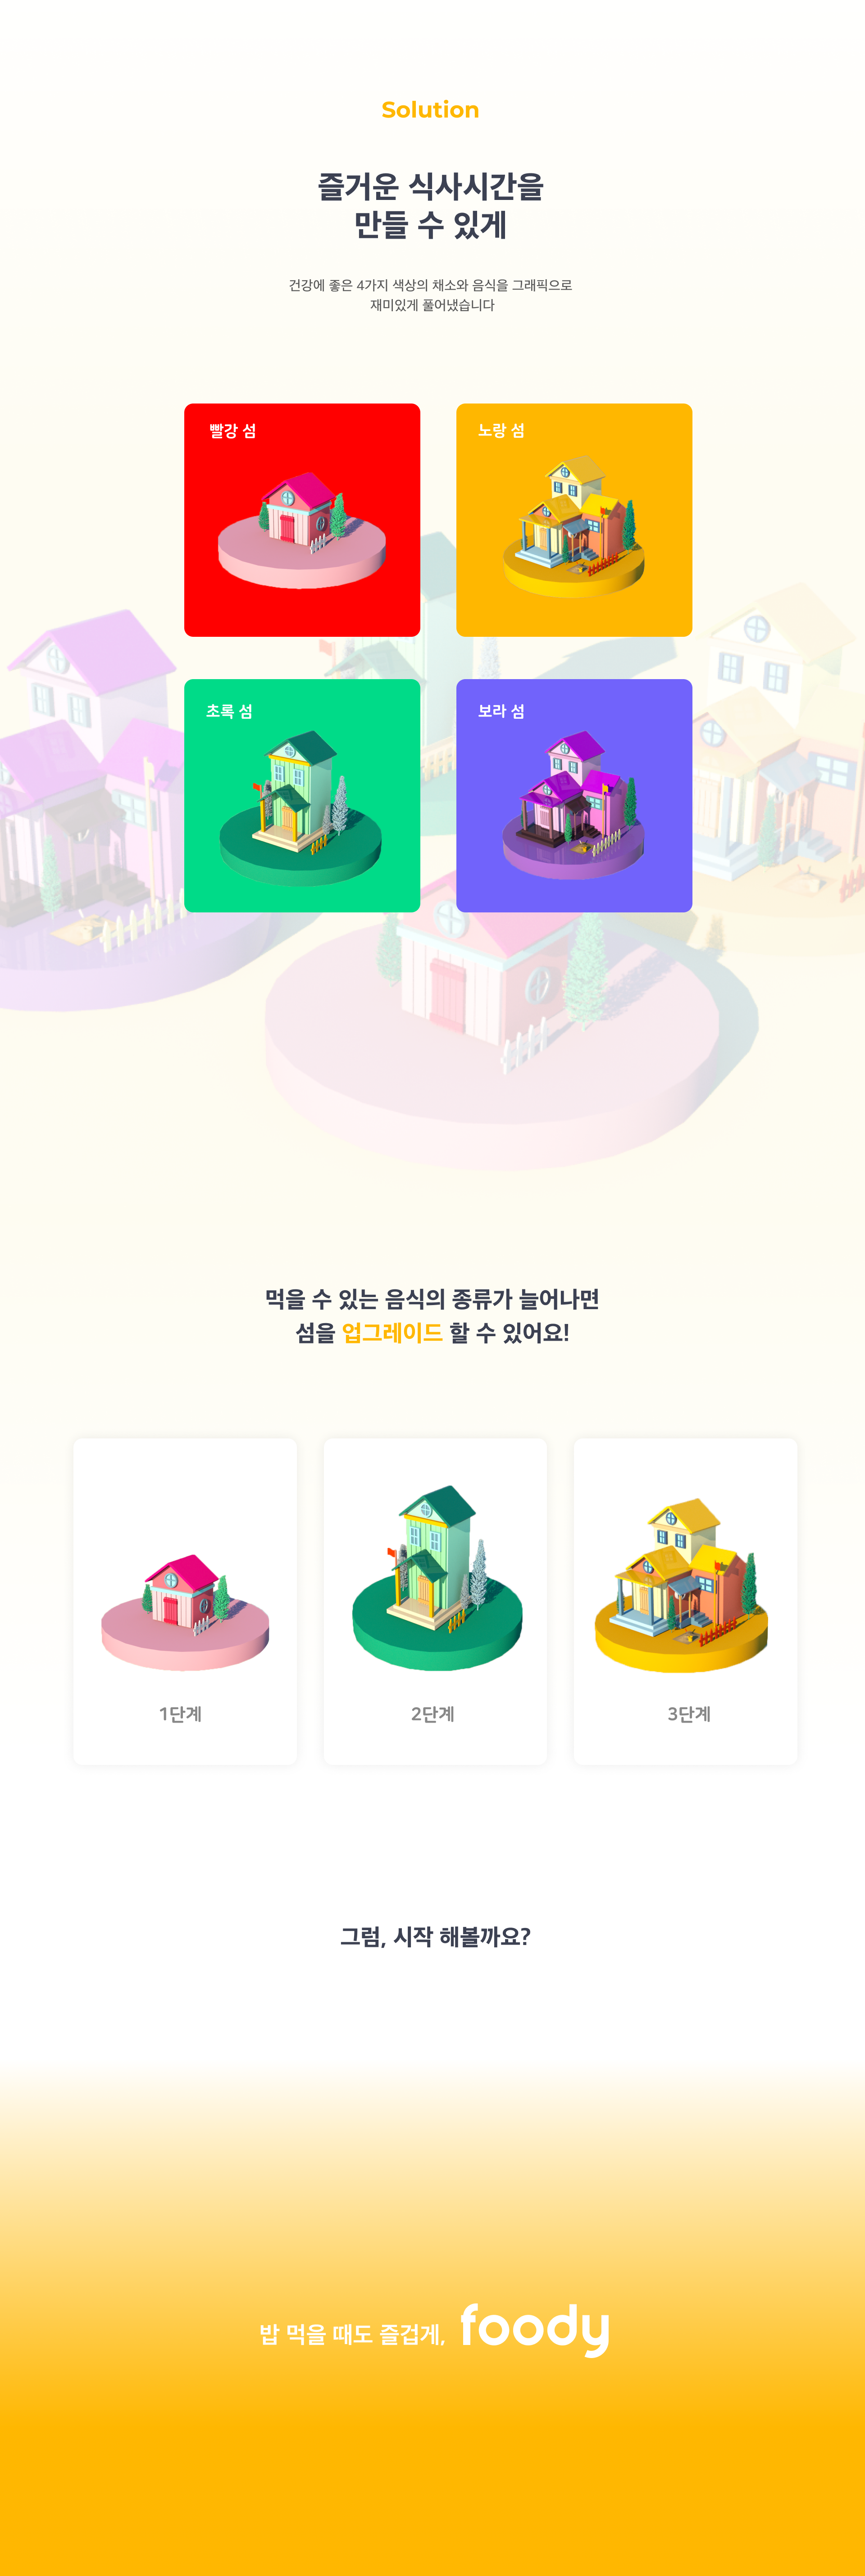 Solution
즐거운 식사시간을
만들 수 있게
건강에 좋은 4가지 색상의 채소와 음식을 그래픽으로
재미있게 풀어냈습니다
빨강 섬
노랑 섬
초록 섬
보라 섬
먹을 수 있는 음식의 종류가 늘어나면
섬을 업그레이드 할 수 있어요!
1단계
2단계
3단계
그럼, 시작 해볼까요?
밥 먹을 때도 즐겁게, foody